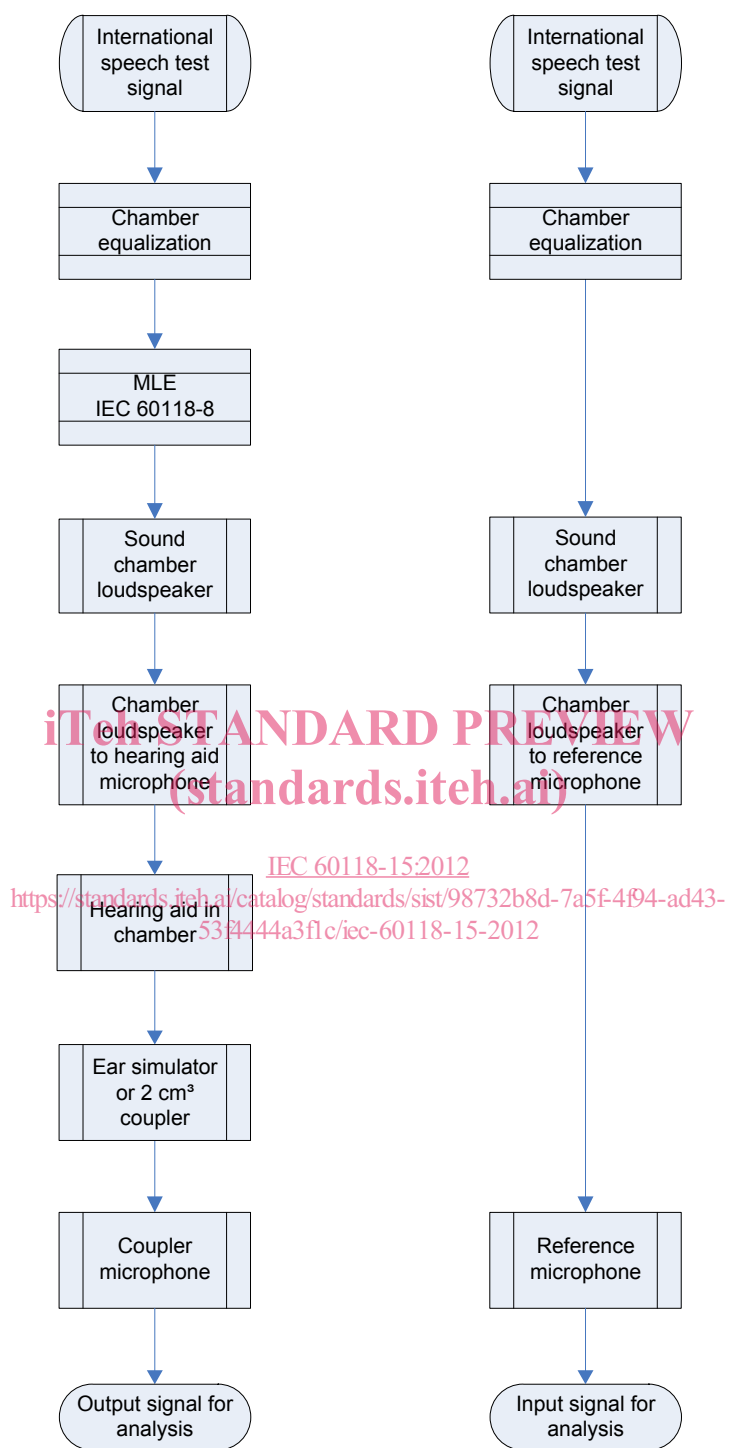 International
speech test
signal
Chamber
equalization
MLE
IEC 60118-8
Sound
chamber
loudspeaker
Chamber
loudspeaker
to hearing aid
microphone
Hearing aid in
chamber
Ear simulator
or 2 cm³
coupler
Coupler
microphone
Output signal for
analysis
International
speech test
signal
Chamber
equalization
Sound
chamber
loudspeaker
Chamber
loudspeaker
to reference
microphone
Reference
microphone
Input signal for
analysis
iTeh STANDARD PREVIEW
(standards.iteh.ai)
IEC 60118-15:2012
https://standards.iteh.ai/catalog/standards/sist/98732b8d-7a5f-4f94-ad43-
53f4444a3f1c/iec-60118-15-2012